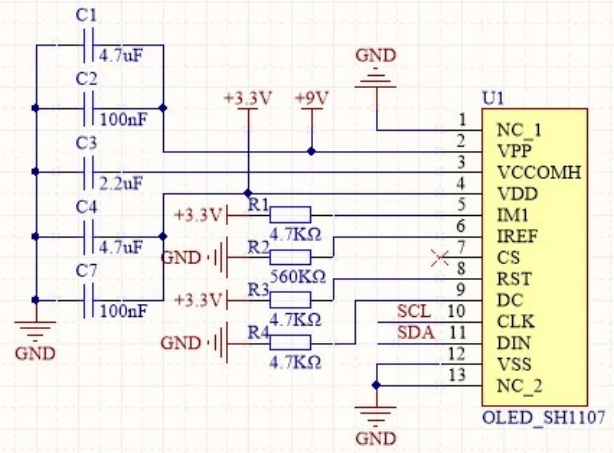 C1
4.7uF
C2
100nF
C3
2.2uF
C4
4.7uF
C7
100nF
GND
+3.3V
+9V
GND
+3.3V R1
4.7KΩ
GND R2
560KΩ
+3.3V R3
4.7KΩ
GND R4
4.7KΩ
SCL
SDA
GND
U1
1 NC_1
2 VPP
3 VCCOMH
4 VDD
5 IM1
6 IREF
7 CS
8 RST
9 DC
10 CLK
11 DIN
12 VSS
13 NC_2
OLED_SH1107